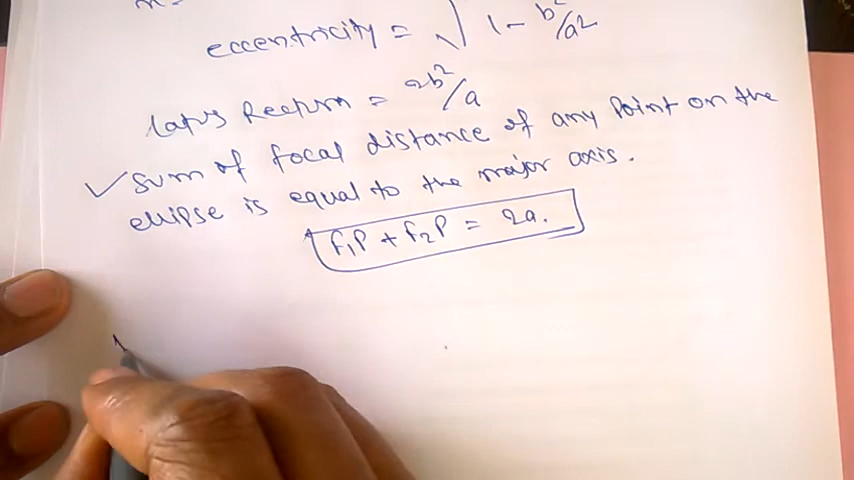 eccentricity = √1 - b²/a²
Latus Rectum = 2b²/a
✓ sum of focal distance of any Point on the
ellipse is equal to the major axis.
F₁P + F₂P = 2a.